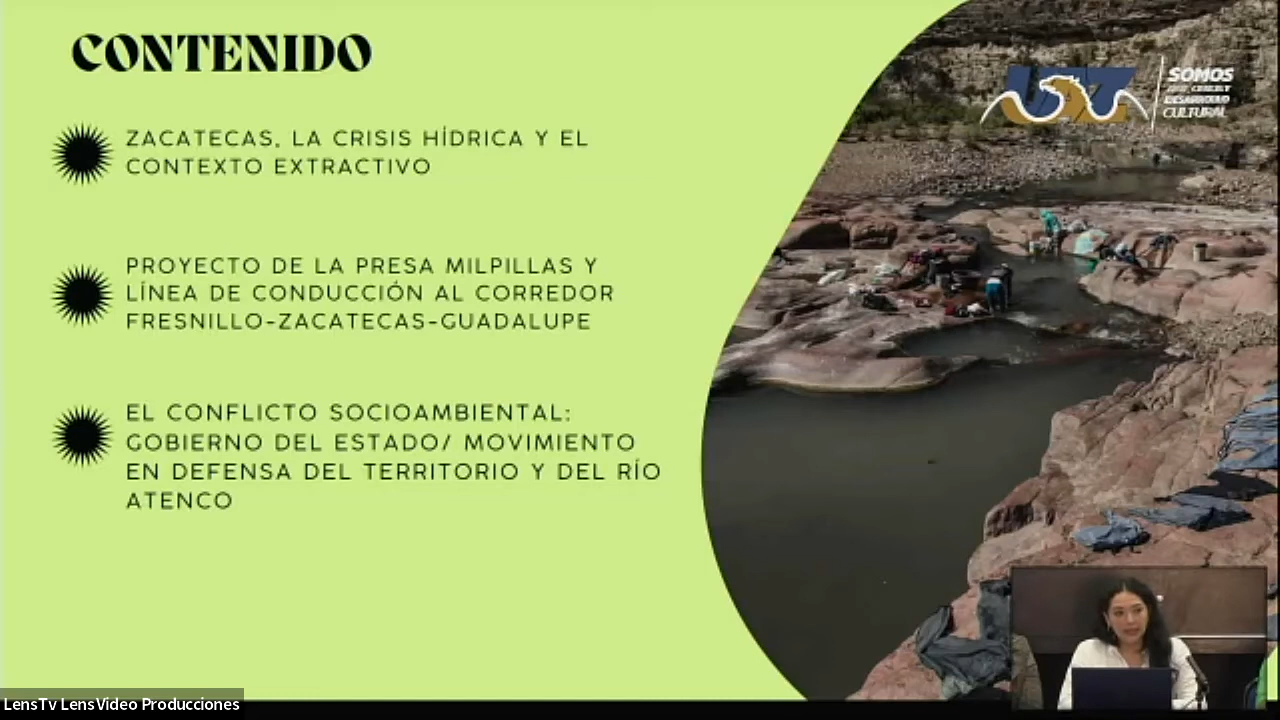 CONTENIDO
ZACATECAS, LA CRISIS HÍDRICA Y EL
CONTEXTO EXTRACTIVO
PROYECTO DE LA PRESA MILPILLAS Y
LÍNEA DE CONDUCCIÓN AL CORREDOR
FRESNILLO-ZACATECAS-GUADALUPE
EL CONFLICTO SOCIOAMBIENTAL:
GOBIERNO DEL ESTADO/ MOVIMIENTO
EN DEFENSA DEL TERRITORIO Y DEL RÍO
ATENCO
UAZ
SOMOS
DESARROLLO
CULTURAL
LensTv LensVideo Producciones